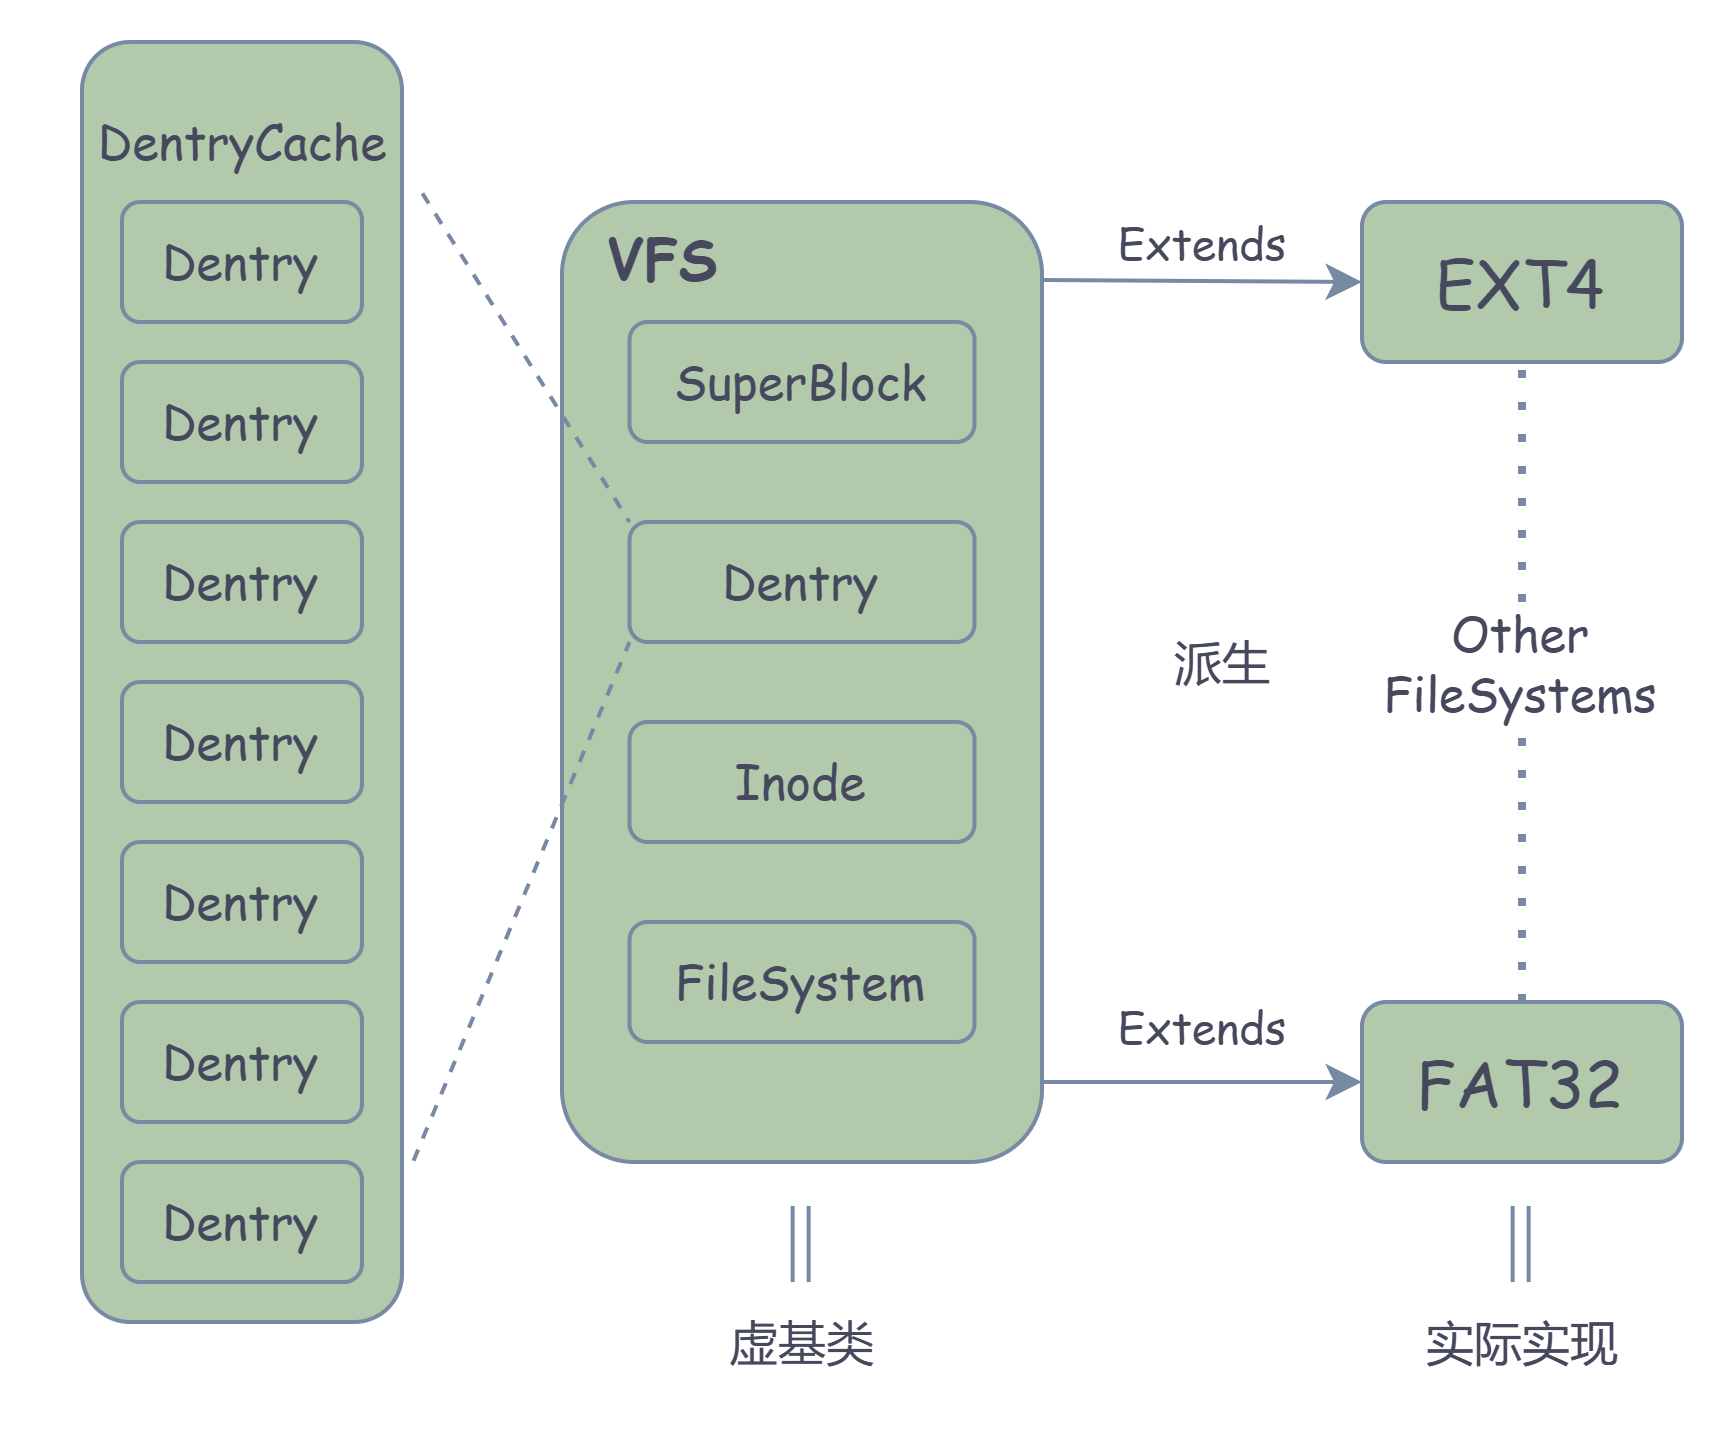 DentryCache
Dentry
Dentry
Dentry
Dentry
Dentry
Dentry
Dentry
VFS
SuperBlock
Dentry
Inode
FileSystem
虚基类
Extends
派生
Extends
EXT4
Other
FileSystems
FAT32
实际实现